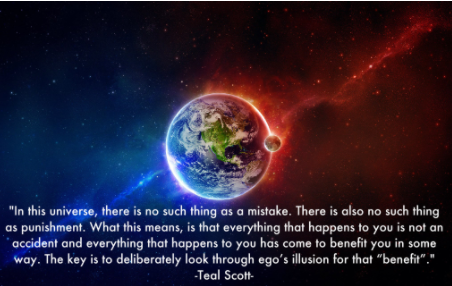 "In this universe, there is no such thing as a mistake. There is also no such thing
as punishment. What this means, is that everything that happens to you is not an
accident and everything that happens to you has come to benefit you in some
way. The key is to deliberately look through ego's illusion for that "benefit"."
-Teal Scott-